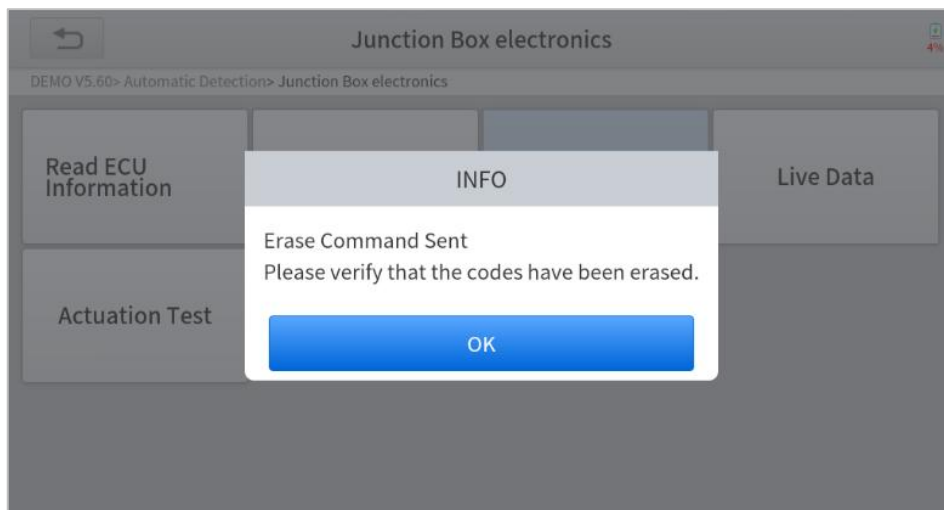 Junction Box electronics
4%
DEMO V5.60> Automatic Detection> Junction Box electronics
Read ECU
Information
Live Data
INFO
Erase Command Sent
Please verify that the codes have been erased.
OK
Actuation Test